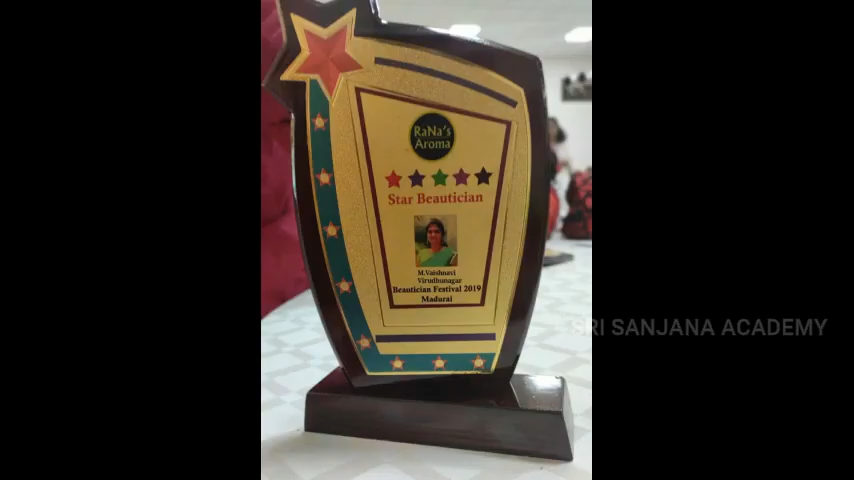 RaNa's
Aroma
Star Beautician
M.Vaishnavi
Virudhunagar
Beautician Festival 2019
Madurai
SRI SANJANA ACADEMY